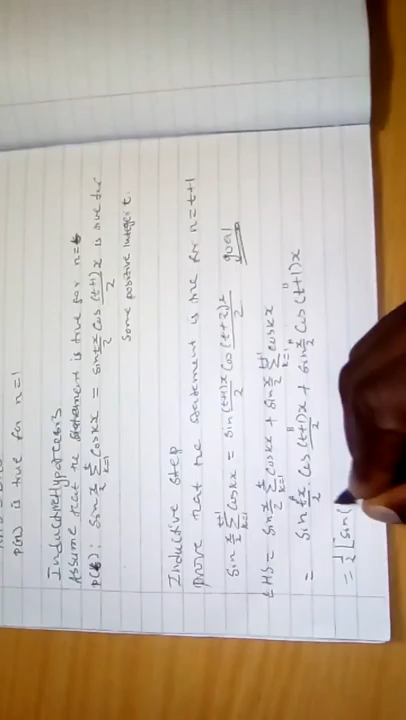 p(n) is true for n=1
Inductive Hypothesis
Assume that the statement is true for n=t
p(t): Sin x/2 Σ_{k=1}^{t} Cos kx = Sin tx/2 Cos (t+1)x/2 is true for
some positive integer t.
Inductive Step
Prove that the statement is true for n=t+1
Sin x/2 Σ_{k=1}^{t+1} Cos kx = Sin (t+1)x/2 Cos (t+2)x/2 goal
LHS = Sin x/2 Σ_{k=1}^{t} Cos kx + Sin x/2 Σ_{k=1}^{t+1} Cos kx
= Sin tx/2 . Cos (t+1)x/2 + Sin x/2 Cos (t+1)x
= 1/2 [Sin (